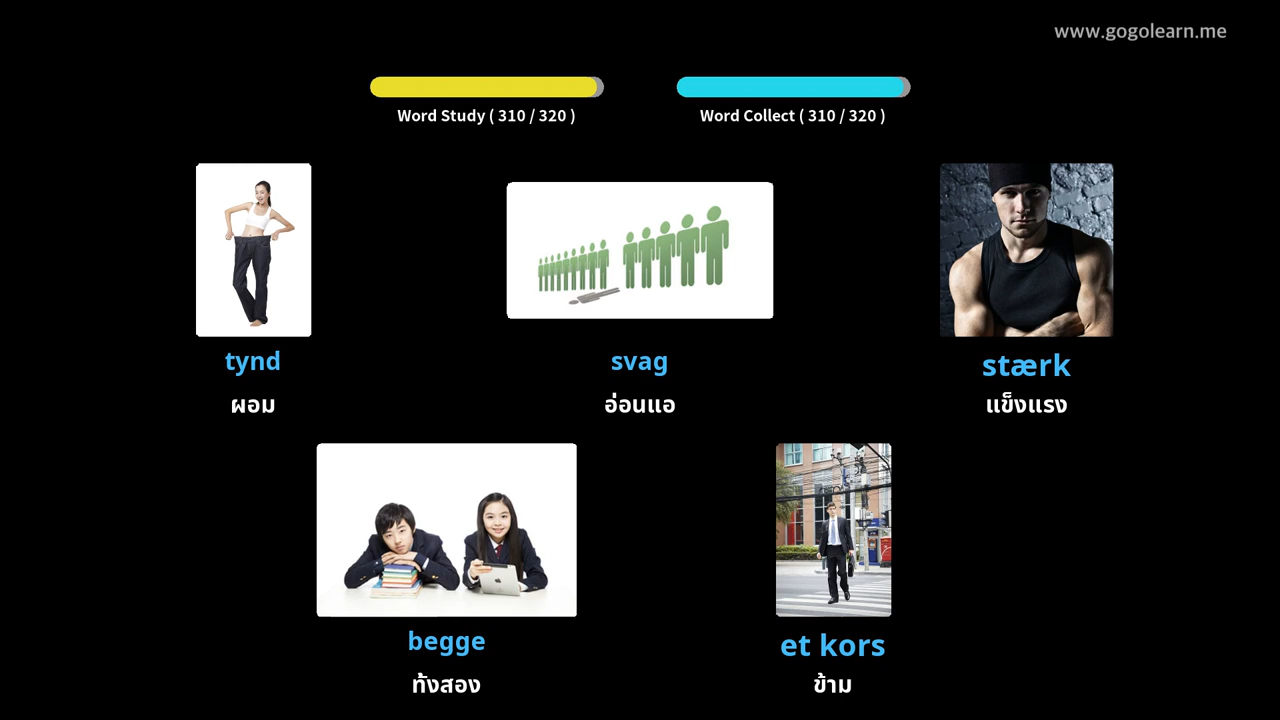 www.gogolearn.me
Word Study ( 310 / 320 )
Word Collect ( 310 / 320 )
tynd
ผอม
svag
อ่อนแอ
stærk
แข็งแรง
begge
ทั้งสอง
et kors
ข้าม